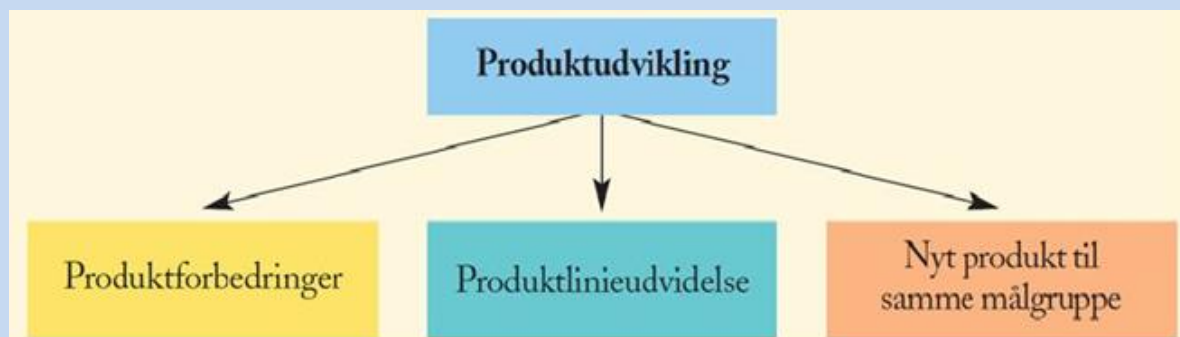 Produktudvikling
Produktforbedringer
Produktlinieudvidelse
Nyt produkt til
samme målgruppe